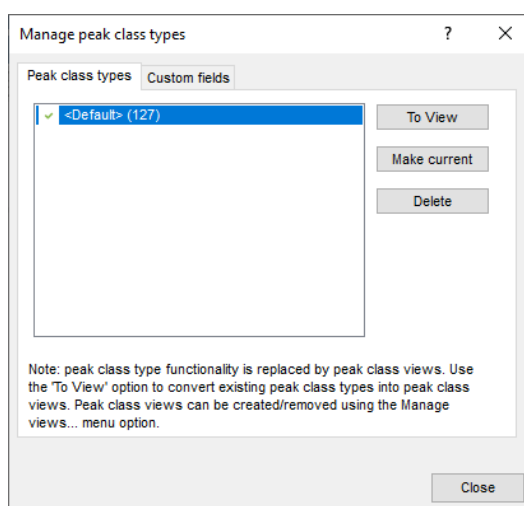 Manage peak class types
?
Peak class types
Custom fields
<Default> (127)
To View
Make current
Delete
Note: peak class type functionality is replaced by peak class views. Use
the 'To View' option to convert existing peak class types into peak class
views. Peak class views can be created/removed using the Manage
views... menu option.
Close